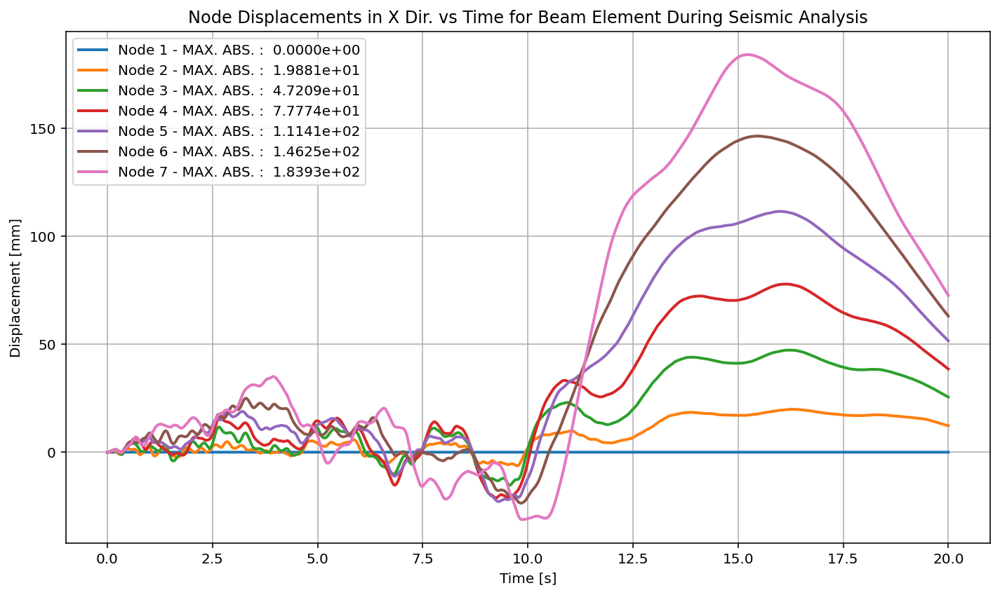 Node Displacements in X Dir. vs Time for Beam Element During Seismic Analysis
Node 1 - MAX. ABS. : 0.0000e+00
Node 2 - MAX. ABS. : 1.9881e+01
Node 3 - MAX. ABS. : 4.7209e+01
Node 4 - MAX. ABS. : 7.7774e+01
Node 5 - MAX. ABS. : 1.1141e+02
Node 6 - MAX. ABS. : 1.4625e+02
Node 7 - MAX. ABS. : 1.8393e+02
Displacement [mm]
150
100
50
0
0.0 2.5 5.0 7.5 10.0 12.5 15.0 17.5 20.0
Time [s]